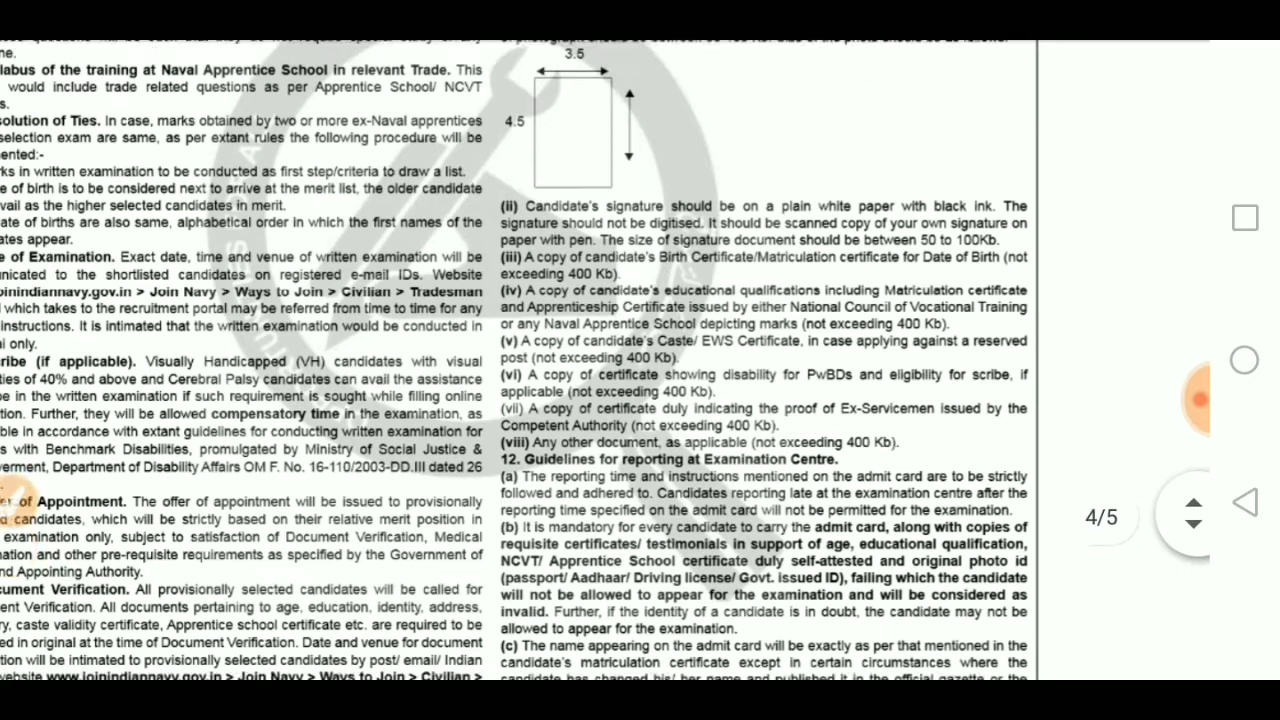 ne.
labus of the training at Naval Apprentice School in relevant Trade. This
would include trade related questions as per Apprentice School/ NCVT
s.
solution of Ties. In case, marks obtained by two or more ex-Naval apprentices
selection exam are same, as per extant rules the following procedure will be
ented:-
rks in written examination to be conducted as first step/criteria to draw a list.
e of birth is to be considered next to arrive at the merit list, the older candidate
vail as the higher selected candidates in merit.
ate of births are also same, alphabetical order in which the first names of the
ates appear.
e of Examination. Exact date, time and venue of written examination will be
unicated to the shortlisted candidates on registered e-mail IDs. Website
oinindiannavy.gov.in > Join Navy > Ways to Join > Civilian > Tradesman
which takes to the recruitment portal may be referred from time to time for any
instructions. It is intimated that the written examination would be conducted in
i only.
ribe (if applicable). Visually Handicapped (VH) candidates with visual
ties of 40% and above and Cerebral Palsy candidates can avail the assistance
be in the written examination if such requirement is sought while filling online
tion. Further, they will be allowed compensatory time in the examination, as
ble in accordance with extant guidelines for conducting written examination for
s with Benchmark Disabilities, promulgated by Ministry of Social Justice &
erment, Department of Disability Affairs OM F. No. 16-110/2003-DD.III dated 26
er of Appointment. The offer of appointment will be issued to provisionally
d candidates, which will be strictly based on their relative merit position in
examination only, subject to satisfaction of Document Verification, Medical
nation and other pre-requisite requirements as specified by the Government of
nd Appointing Authority.
cument Verification. All provisionally selected candidates will be called for
ent Verification. All documents pertaining to age, education, identity, address,
ry, caste validity certificate, Apprentice school certificate etc. are required to be
ed in original at the time of Document Verification. Date and venue for document
tion will be intimated to provisionally selected candidates by post/ email/ Indian
website www.joinindiannavy.gov.in > Join Navy > Ways to Join > Civilian >
3.5
4.5
(ii) Candidate's signature should be on a plain white paper with black ink. The
signature should not be digitised. It should be scanned copy of your own signature on
paper with pen. The size of signature document should be between 50 to 100Kb.
(iii) A copy of candidate's Birth Certificate/Matriculation certificate for Date of Birth (not
exceeding 400 Kb).
(iv) A copy of candidate's educational qualifications including Matriculation certificate
and Apprenticeship Certificate issued by either National Council of Vocational Training
or any Naval Apprentice School depicting marks (not exceeding 400 Kb).
(v) A copy of candidate's Caste/ EWS Certificate, in case applying against a reserved
post (not exceeding 400 Kb).
(vi) A copy of certificate showing disability for PwBDs and eligibility for scribe, if
applicable (not exceeding 400 Kb).
(vii) A copy of certificate duly indicating the proof of Ex-Servicemen issued by the
Competent Authority (not exceeding 400 Kb).
(viii) Any other document, as applicable (not exceeding 400 Kb).
12. Guidelines for reporting at Examination Centre.
(a) The reporting time and instructions mentioned on the admit card are to be strictly
followed and adhered to. Candidates reporting late at the examination centre after the
reporting time specified on the admit card will not be permitted for the examination.
(b) It is mandatory for every candidate to carry the admit card, along with copies of
requisite certificates/ testimonials in support of age, educational qualification,
NCVT/ Apprentice School certificate duly self-attested and original photo id
(passport/ Aadhaar/ Driving license/ Govt. issued ID), failing which the candidate
will not be allowed to appear for the examination and will be considered as
invalid. Further, if the identity of a candidate is in doubt, the candidate may not be
allowed to appear for the examination.
(c) The name appearing on the admit card will be exactly as per that mentioned in the
candidate's matriculation certificate except in certain circumstances where the
candidate has changed his/ her name and published it in the official gazette or the
4/5